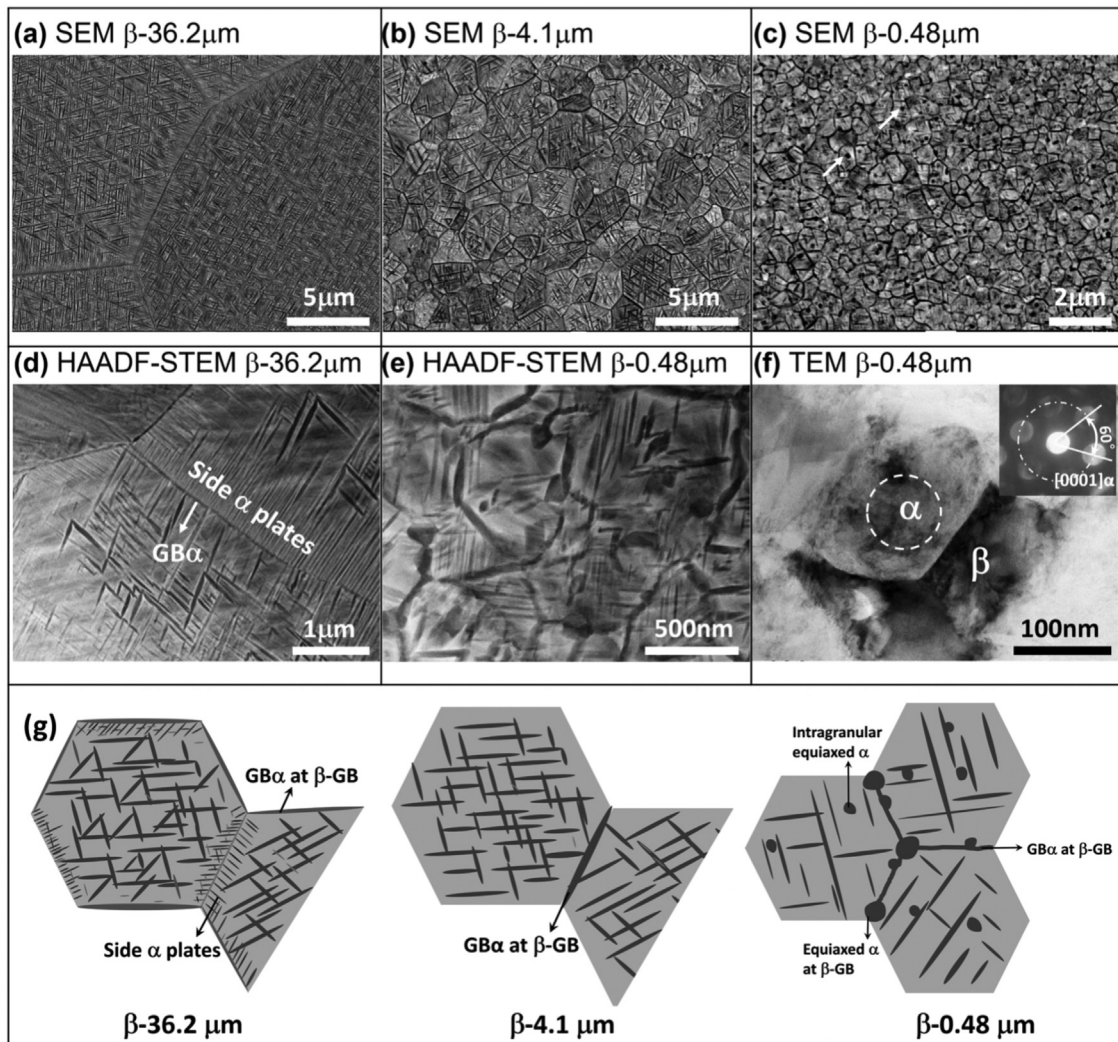 (a) SEM β-36.2μm
(b) SEM β-4.1μm
(c) SEM β-0.48μm
5μm
5μm
2μm
(d) HAADF-STEM β-36.2μm
(e) HAADF-STEM β-0.48μm
(f) TEM β-0.48μm
Side α plates
GBα
1μm
500nm
60°
[0001]α
α
β
100nm
(g)
GBα at β-GB
Side α plates
β-36.2 μm
GBα at β-GB
β-4.1 μm
Intragranular
equiaxed α
GBα at β-GB
Equiaxed α
at β-GB
β-0.48 μm